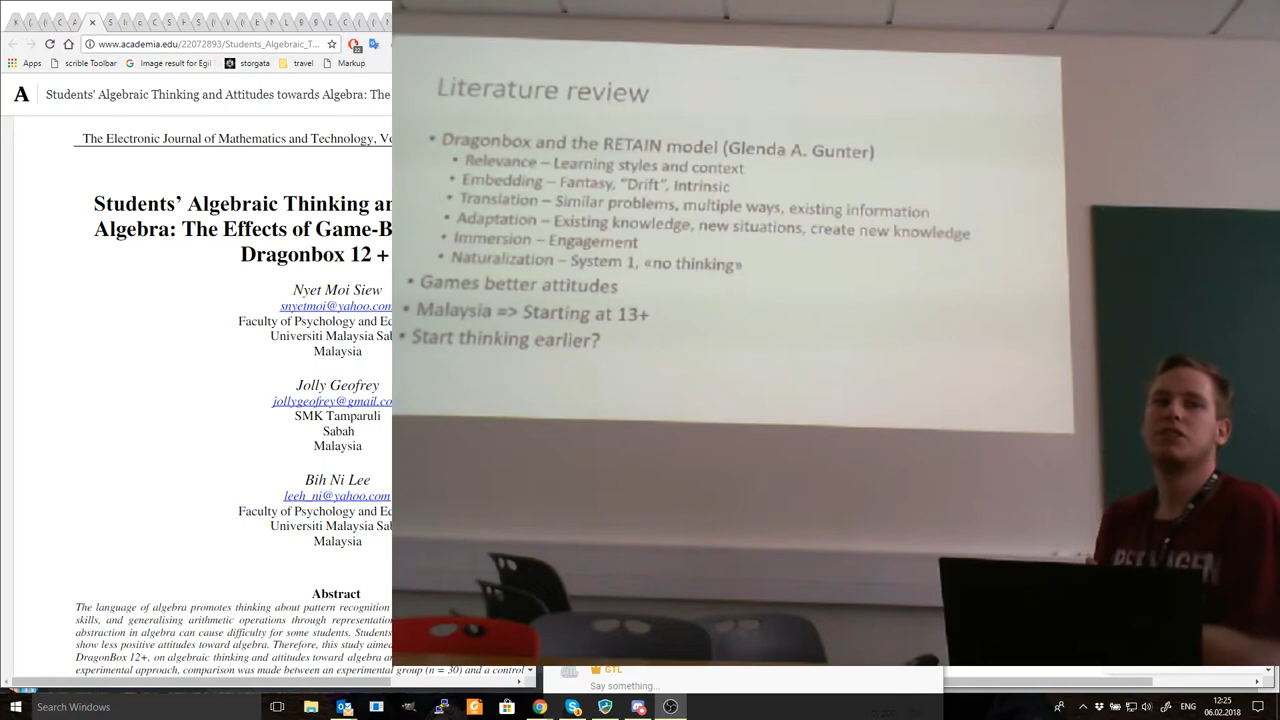 www.academia.edu/22072893/Students_Algebraic_T...
Apps
scrible Toolbar
Image result for Egil
storgata
travel
Markup
A
Students' Algebraic Thinking and Attitudes towards Algebra: The
The Electronic Journal of Mathematics and Technology, Vo
Students’ Algebraic Thinking an
Algebra: The Effects of Game-B
Dragonbox 12 +
Nyet Moi Siew
snyetmoi@yahoo.com
Faculty of Psychology and Ed
Universiti Malaysia Sab
Malaysia
Jolly Geofrey
jollygeofrey@gmail.co
SMK Tamparuli
Sabah
Malaysia
Bih Ni Lee
leeh_ni@yahoo.com
Faculty of Psychology and Ed
Universiti Malaysia Sab
Malaysia
Abstract
The language of algebra promotes thinking about pattern recognition
skills, and generalising arithmetic operations through representation
abstraction in algebra can cause difficulty for some students. Students
show less positive attitudes toward algebra. Therefore, this study aimed
DragonBox 12+, on algebraic thinking and attitudes toward algebra an
experimental approach, comparison was made between an experimental group (n = 30) and a control
Literature review
• Dragonbox and the RETAIN model (Glenda A. Gunter)
• Relevance – Learning styles and context
• Embedding – Fantasy, “Drift”, Intrinsic
• Translation – Similar problems, multiple ways, existing information
• Adaptation – Existing knowledge, new situations, create new knowledge
• Immersion – Engagement
• Naturalization – System 1, «no thinking»
• Games better attitudes
• Malaysia => Starting at 13+
• Start thinking earlier?
GTL
Say something...
Search Windows
ENG
12:25
06.02.2018